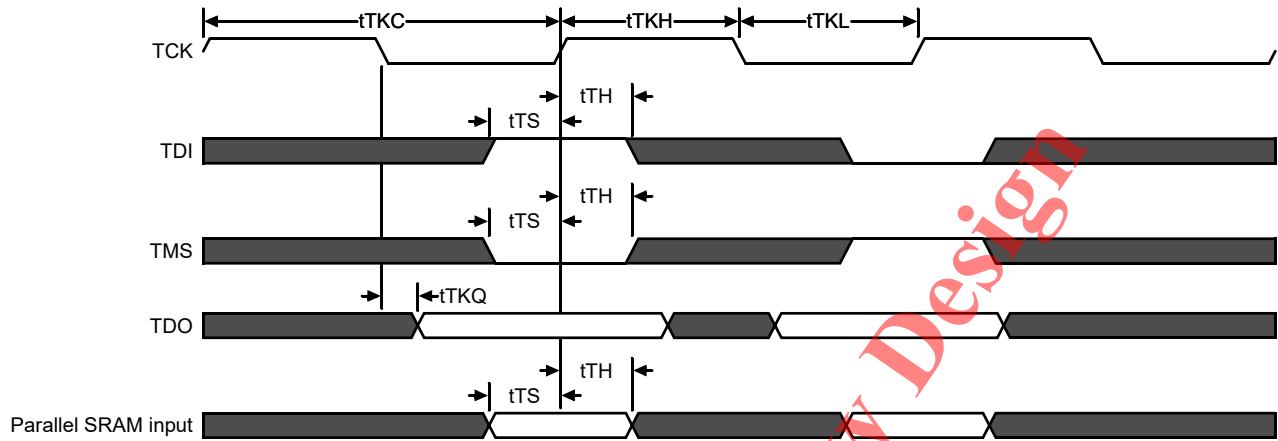 tTKC tTKH tTKL
TCK
tTH
tTS
TDI
tTH
tTS
TMS
tTKQ
TDO
tTH
tTS
Parallel SRAM input
Design